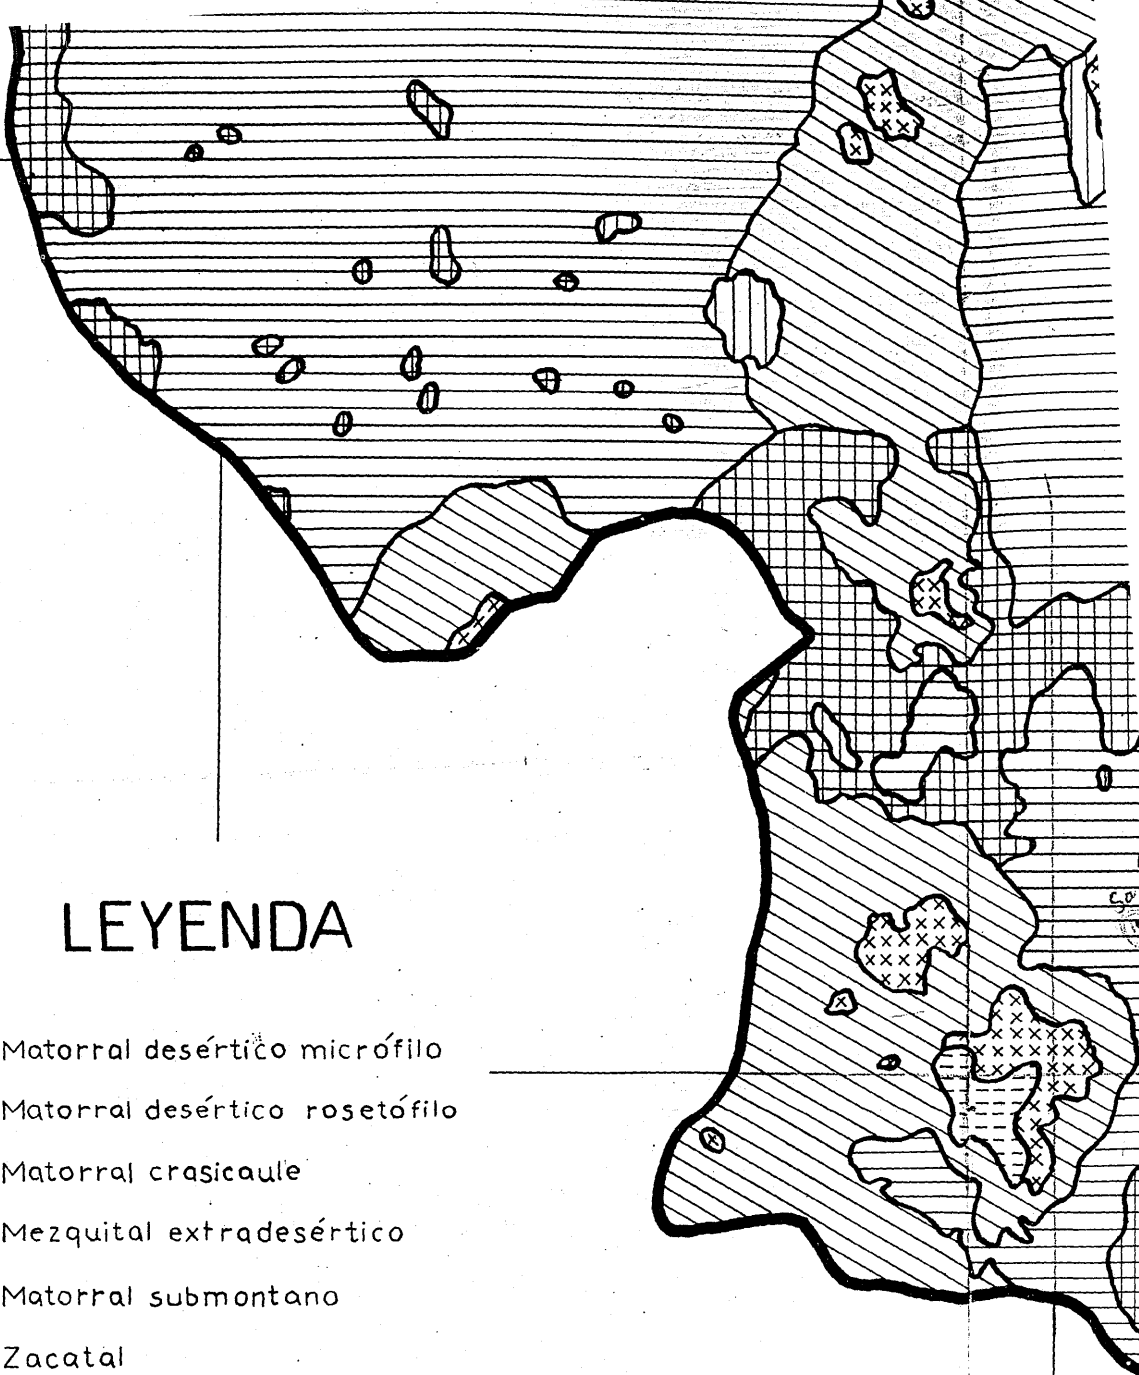 LEYENDA
Matorral desértico micrófilo
Matorral desértico rosetófilo
Matorral crasicaule
Mezquital extradesértico
Matorral submontano
Zacatal